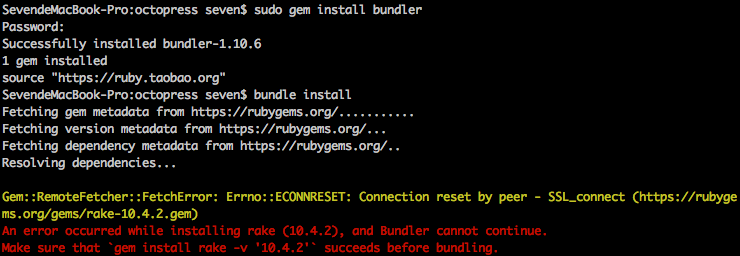 SevendeMacBook-Pro:octopress seven$ sudo gem install bundler
Password:
Successfully installed bundler-1.10.6
1 gem installed
source "https://ruby.taobao.org"
SevendeMacBook-Pro:octopress seven$ bundle install
Fetching gem metadata from https://rubygems.org/...........
Fetching version metadata from https://rubygems.org/...
Fetching dependency metadata from https://rubygems.org/..
Resolving dependencies...
Gem::RemoteFetcher::FetchError: Errno::ECONNRESET: Connection reset by peer - SSL_connect (https://rubyge
ms.org/gems/rake-10.4.2.gem)
An error occurred while installing rake (10.4.2), and Bundler cannot continue.
Make sure that `gem install rake -v '10.4.2'` succeeds before bundling.